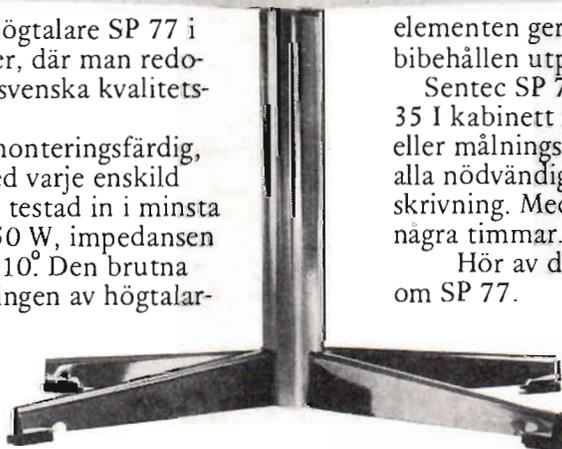 ögtalare SP 77 i
er, där man redo-
svenska kvalitets-
nonteringsfärdig,
ed varje enskild
testad in i minsta
0 W, impedansen
10° Den brutna
ingen av högtalar-
elementen ger
bibehållen utp
Sentec SP 7
35 I kabinett
eller målnings
alla nödvändig
skrivning. Med
några timmar.
Hör av d
om SP 77.